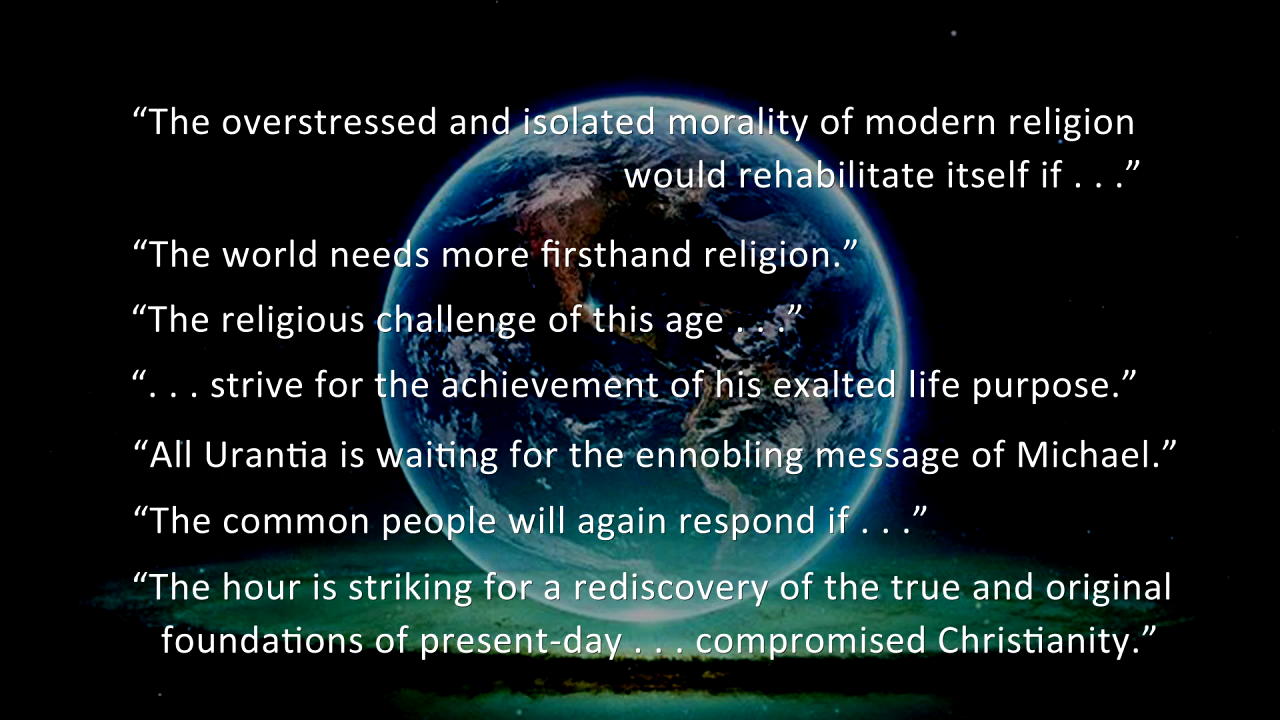 “The overstressed and isolated morality of modern religion
would rehabilitate itself if . . .”
“The world needs more firsthand religion.”
“The religious challenge of this age . . .”
“. . . strive for the achievement of his exalted life purpose.”
“All Urantia is waiting for the ennobling message of Michael.”
“The common people will again respond if . . .”
“The hour is striking for a rediscovery of the true and original
foundations of present-day . . . compromised Christianity.”